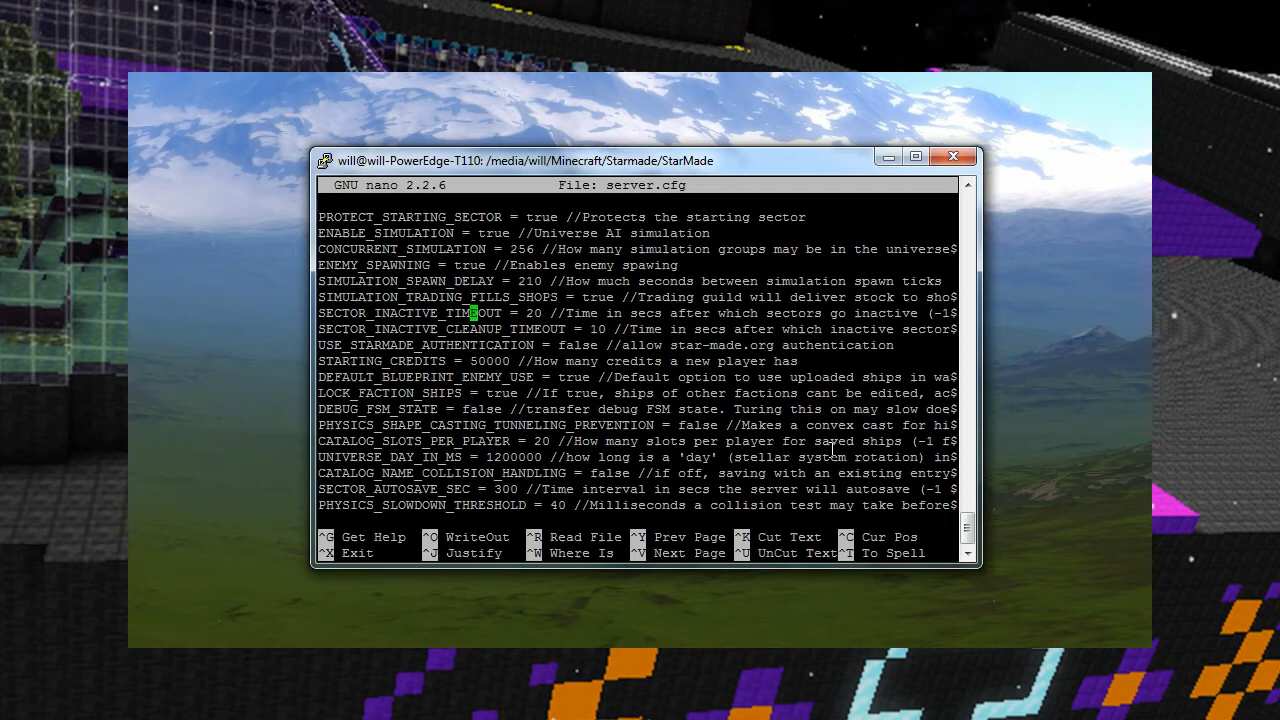 will@will-PowerEdge-T110: /media/will/Minecraft/Starmade/StarMade
GNU nano 2.2.6 File: server.cfg
PROTECT_STARTING_SECTOR = true //Protects the starting sector
ENABLE_SIMULATION = true //Universe AI simulation
CONCURRENT_SIMULATION = 256 //How many simulation groups may be in the universe$
ENEMY_SPAWNING = true //Enables enemy spawing
SIMULATION_SPAWN_DELAY = 210 //How much seconds between simulation spawn ticks
SIMULATION_TRADING_FILLS_SHOPS = true //Trading guild will deliver stock to sho$
SECTOR_INACTIVE_TIMEOUT = 20 //Time in secs after which sectors go inactive (-1$
SECTOR_INACTIVE_CLEANUP_TIMEOUT = 10 //Time in secs after which inactive sector$
USE_STARMADE_AUTHENTICATION = false //allow star-made.org authentication
STARTING_CREDITS = 50000 //How many credits a new player has
DEFAULT_BLUEPRINT_ENEMY_USE = true //Default option to use uploaded ships in wa$
LOCK_FACTION_SHIPS = true //If true, ships of other factions cant be edited, ac$
DEBUG_FSM_STATE = false //transfer debug FSM state. Turing this on may slow doe$
PHYSICS_SHAPE_CASTING_TUNNELING_PREVENTION = false //Makes a convex cast for hi$
CATALOG_SLOTS_PER_PLAYER = 20 //How many slots per player for saved ships (-1 f$
UNIVERSE_DAY_IN_MS = 1200000 //how long is a 'day' (stellar system rotation) in$
CATALOG_NAME_COLLISION_HANDLING = false //if off, saving with an existing entry$
SECTOR_AUTOSAVE_SEC = 300 //Time interval in secs the server will autosave (-1 $
PHYSICS_SLOWDOWN_THRESHOLD = 40 //Milliseconds a collision test may take before$
^G Get Help ^O WriteOut ^R Read File ^Y Prev Page ^K Cut Text ^C Cur Pos
^X Exit ^J Justify ^W Where Is ^V Next Page ^U UnCut Text ^T To Spell